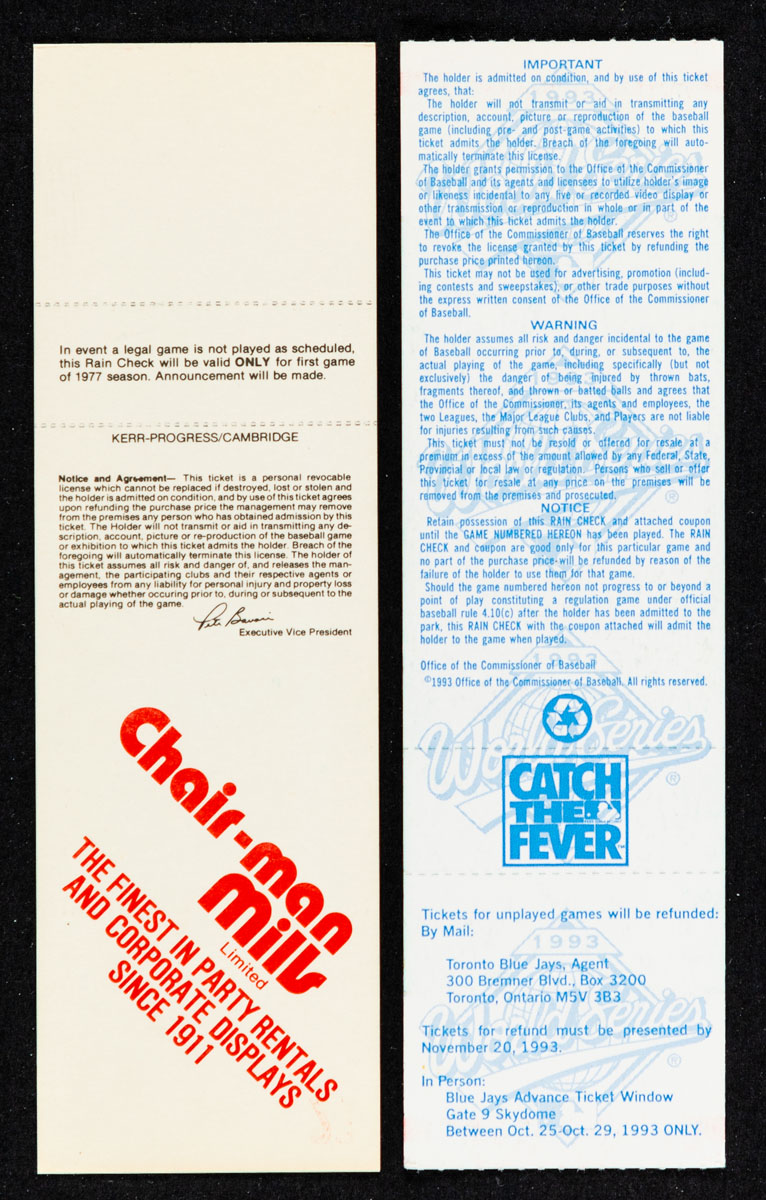 In event a legal game is not played as scheduled,
this Rain Check will be valid ONLY for first game
of 1977 season. Announcement will be made.
KERR-PROGRESS/CAMBRIDGE
Notice and Agreement— This ticket is a personal revocable
license which cannot be replaced if destroyed, lost or stolen and
the holder is admitted on condition, and by use of this ticket agrees
upon refunding the purchase price the management may remove
from the premises any person who has obtained admission by this
ticket. The Holder will not transmit or aid in transmitting any de-
scription, account, picture or re-production of the baseball game
or exhibition to which this ticket admits the holder. Breach of the
foregoing will automatically terminate this license. The holder of
this ticket assumes all risk and danger of, and releases the man-
agement, the participating clubs and their respective agents or
employees from any liability for personal injury and property loss
or damage whether occuring prior to, during or subsequent to the
actual playing of the game.
Executive Vice President
Chair-man
Mills
Limited
THE FINEST IN PARTY RENTALS
AND CORPORATE DISPLAYS
SINCE 1911
IMPORTANT
The holder is admitted on condition, and by use of this ticket
agrees, that:
The holder will not transmit or aid in transmitting any
description, account, picture or reproduction of the baseball
game (including pre- and post-game activities) to which this
ticket admits the holder. Breach of the foregoing will auto-
matically terminate this license.
The holder grants permission to the Office of the Commissioner
of Baseball and its agents and licensees to utilize holder's image
or likeness incidental to any live or recorded video display or
other transmission or reproduction in whole or in part of the
event to which this ticket admits the holder.
The Office of the Commissioner of Baseball reserves the right
to revoke the license granted by this ticket by refunding the
purchase price printed hereon.
This ticket may not be used for advertising, promotion (includ-
ing contests and sweepstakes), or other trade purposes without
the express written consent of the Office of the Commissioner
of Baseball.
WARNING
The holder assumes all risk and danger incidental to the game
of Baseball occurring prior to, during, or subsequent to, the
actual playing of the game, including specifically (but not
exclusively) the danger of being injured by thrown bats,
fragments thereof, and thrown or batted balls and agrees that
the Office of the Commissioner, its agents and employees, the
two Leagues, the Major League Clubs, and Players are not liable
for injuries resulting from such causes.
This ticket must not be resold or offered for resale at a
premium in excess of the amount allowed by any Federal, State,
Provincial or local law or regulation. Persons who sell or offer
this ticket for resale at any price on the premises will be
removed from the premises and prosecuted.
NOTICE
Retain possession of this RAIN CHECK and attached coupon
until the GAME NUMBERED HEREON has been played. The RAIN
CHECK and coupon are good only for this particular game and
no part of the purchase price will be refunded by reason of the
failure of the holder to use them for that game.
Should the game numbered hereon not progress to or beyond a
point of play constituting a regulation game under official
baseball rule 4.10(c) after the holder has been admitted to the
park, this RAIN CHECK with the coupon attached will admit the
holder to the game when played.
Office of the Commissioner of Baseball
©1993 Office of the Commissioner of Baseball. All rights reserved.
1993
World Series
®
CATCH
THE
FEVER™
Tickets for unplayed games will be refunded:
By Mail:
Toronto Blue Jays, Agent
300 Bremner Blvd., Box 3200
Toronto, Ontario M5V 3B3
Tickets for refund must be presented by
November 20, 1993.
In Person:
Blue Jays Advance Ticket Window
Gate 9 Skydome
Between Oct. 25-Oct. 29, 1993 ONLY.